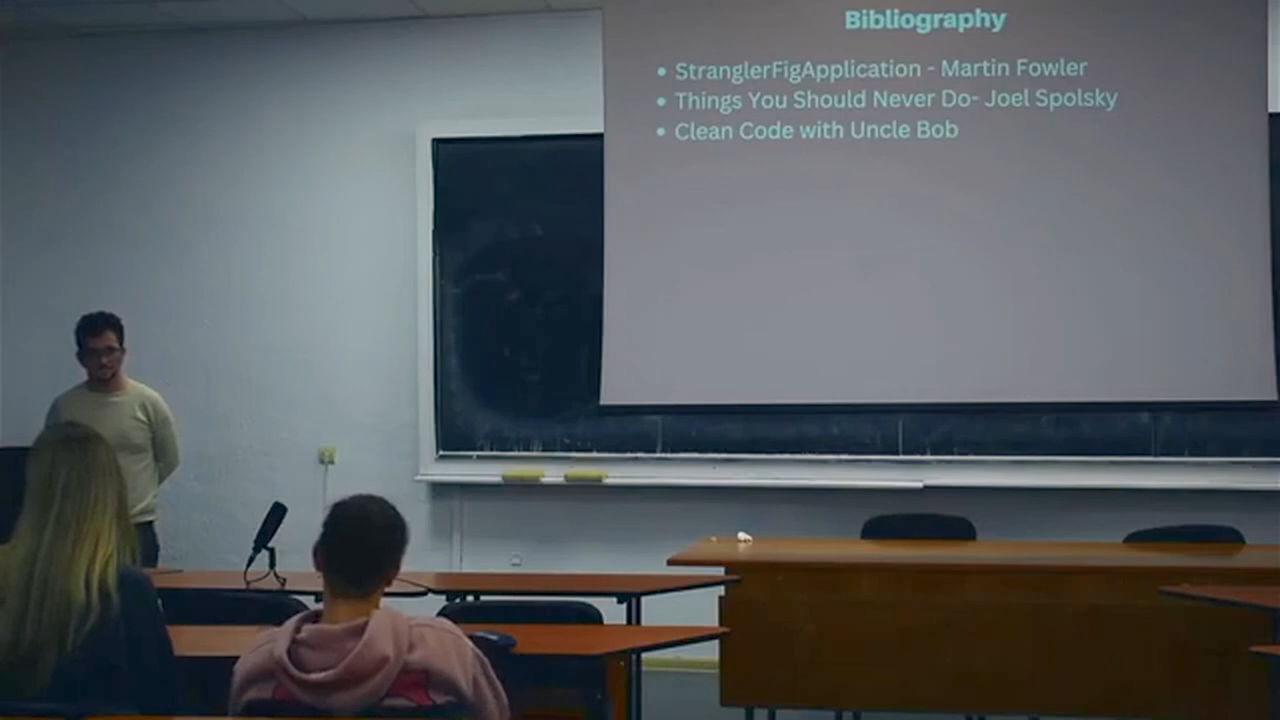 Bibliography
• StranglerFigApplication - Martin Fowler
• Things You Should Never Do- Joel Spolsky
• Clean Code with Uncle Bob